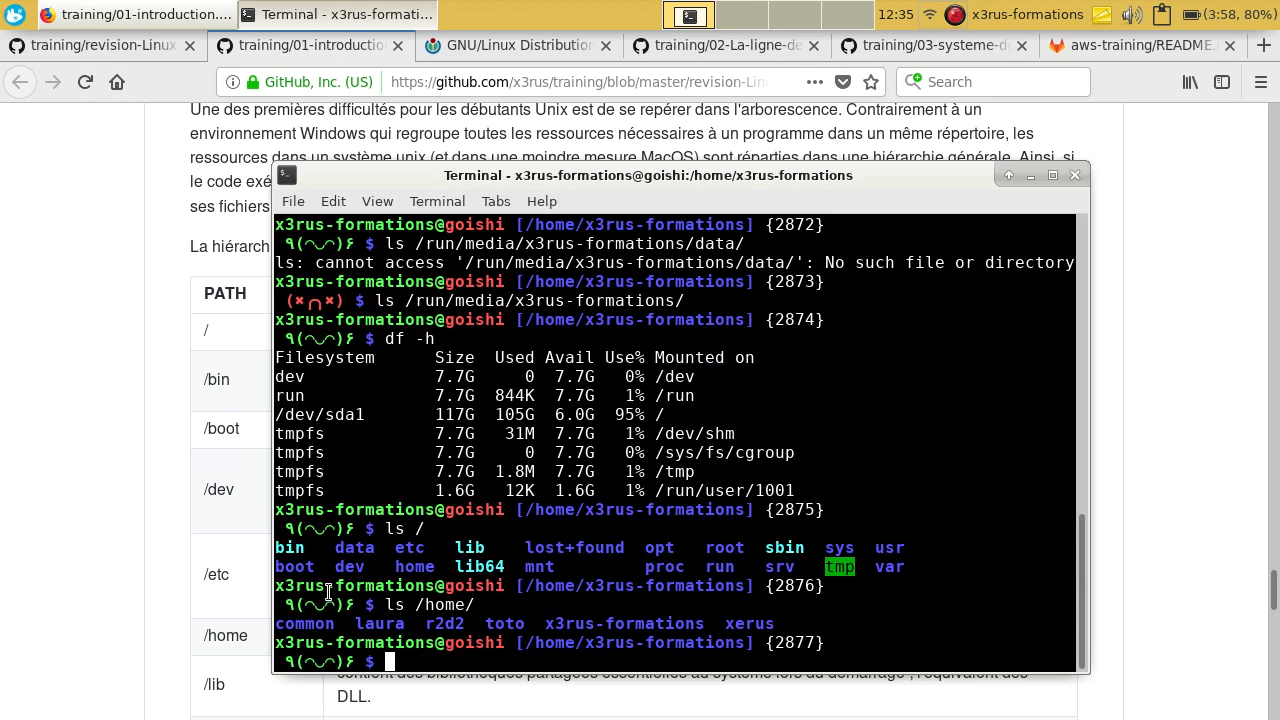 training/01-introduction.... Terminal - x3rus-formati... 12:35 x3rus-formations (3:58, 80%)
training/revision-Linux training/01-introduction GNU/Linux Distribution training/02-La-ligne-de training/03-systeme-de aws-training/README.
GitHub, Inc. (US) https://github.com/x3rus/training/blob/master/revision-Linu Search
Une des premières difficultés pour les débutants Unix est de se repérer dans l'arborescence. Contrairement à un
environnement Windows qui regroupe toutes les ressources nécessaires à un programme dans un même répertoire, les
ressources dans un système unix (et dans une moindre mesure MacOS) sont réparties dans une hiérarchie générale. Ainsi, si
le code exé
ses fichiers
La hiérarch
PATH
/
/bin
/boot
/dev
/etc
/home
/lib
DLL.
Terminal - x3rus-formations@goishi:/home/x3rus-formations
File Edit View Terminal Tabs Help
x3rus-formations@goishi [/home/x3rus-formations] {2872}
٩(◠◡◠)۶ $ ls /run/media/x3rus-formations/data/
ls: cannot access '/run/media/x3rus-formations/data/': No such file or directory
x3rus-formations@goishi [/home/x3rus-formations] {2873}
(✖╭╮✖) $ ls /run/media/x3rus-formations/
x3rus-formations@goishi [/home/x3rus-formations] {2874}
٩(◠◡◠)۶ $ df -h
Filesystem Size Used Avail Use% Mounted on
dev 7.7G 0 7.7G 0% /dev
run 7.7G 844K 7.7G 1% /run
/dev/sda1 117G 105G 6.0G 95% /
tmpfs 7.7G 31M 7.7G 1% /dev/shm
tmpfs 7.7G 0 7.7G 0% /sys/fs/cgroup
tmpfs 7.7G 1.8M 7.7G 1% /tmp
tmpfs 1.6G 12K 1.6G 1% /run/user/1001
x3rus-formations@goishi [/home/x3rus-formations] {2875}
٩(◠◡◠)۶ $ ls /
bin data etc lib lost+found opt root sbin sys usr
boot dev home lib64 mnt proc run srv tmp var
x3rus-formations@goishi [/home/x3rus-formations] {2876}
٩(◠◡◠)۶ $ ls /home/
common laura r2d2 toto x3rus-formations xerus
x3rus-formations@goishi [/home/x3rus-formations] {2877}
٩(◠◡◠)۶ $